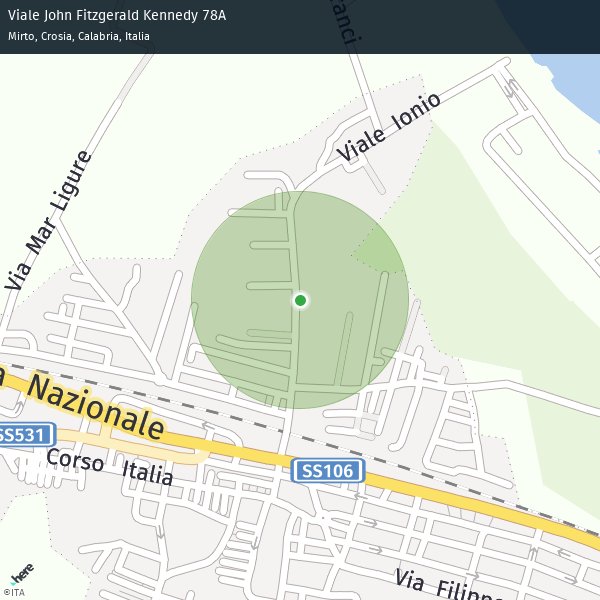 Viale John Fitzgerald Kennedy 78A
Mirto, Crosia, Calabria, Italia
ranci
Viale Ionio
Via Mar Ligure
a Nazionale
SS531
Corso Italia
SS106
Via Filippo
here
©ITA